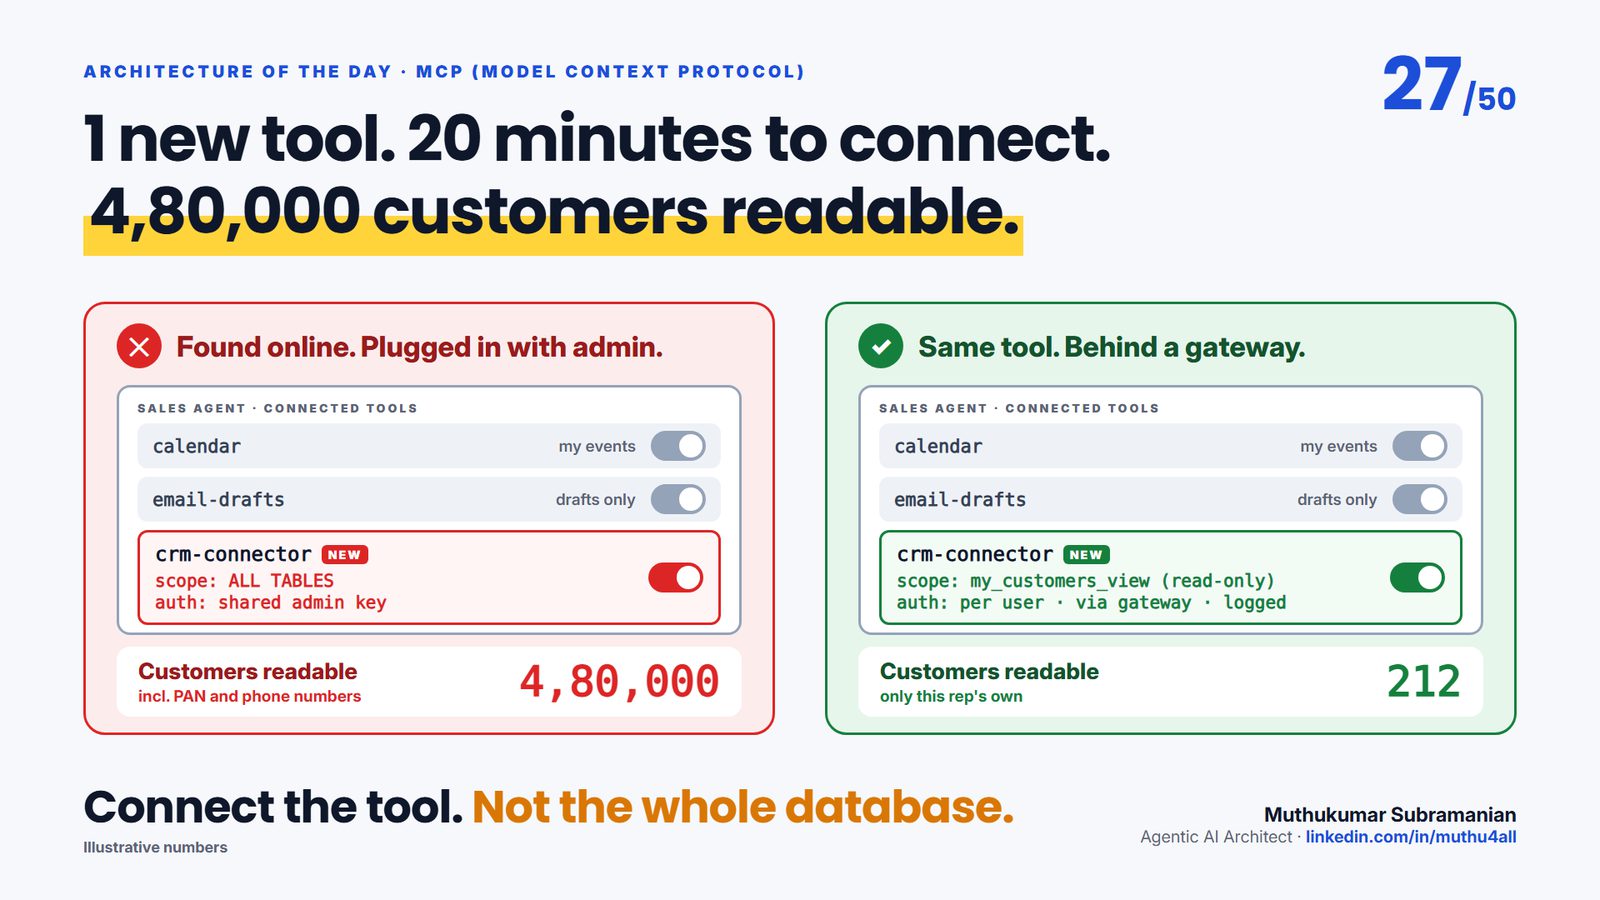 ARCHITECTURE OF THE DAY · MCP (MODEL CONTEXT PROTOCOL)
27/50
1 new tool. 20 minutes to connect.
4,80,000 customers readable.
Found online. Plugged in with admin.
SALES AGENT · CONNECTED TOOLS
calendar my events
email-drafts drafts only
crm-connector NEW
scope: ALL TABLES
auth: shared admin key
Customers readable 4,80,000
incl. PAN and phone numbers
Same tool. Behind a gateway.
SALES AGENT · CONNECTED TOOLS
calendar my events
email-drafts drafts only
crm-connector NEW
scope: my_customers_view (read-only)
auth: per user · via gateway · logged
Customers readable 212
only this rep's own
Connect the tool. Not the whole database.
Illustrative numbers
Muthukumar Subramanian
Agentic AI Architect · linkedin.com/in/muthu4all